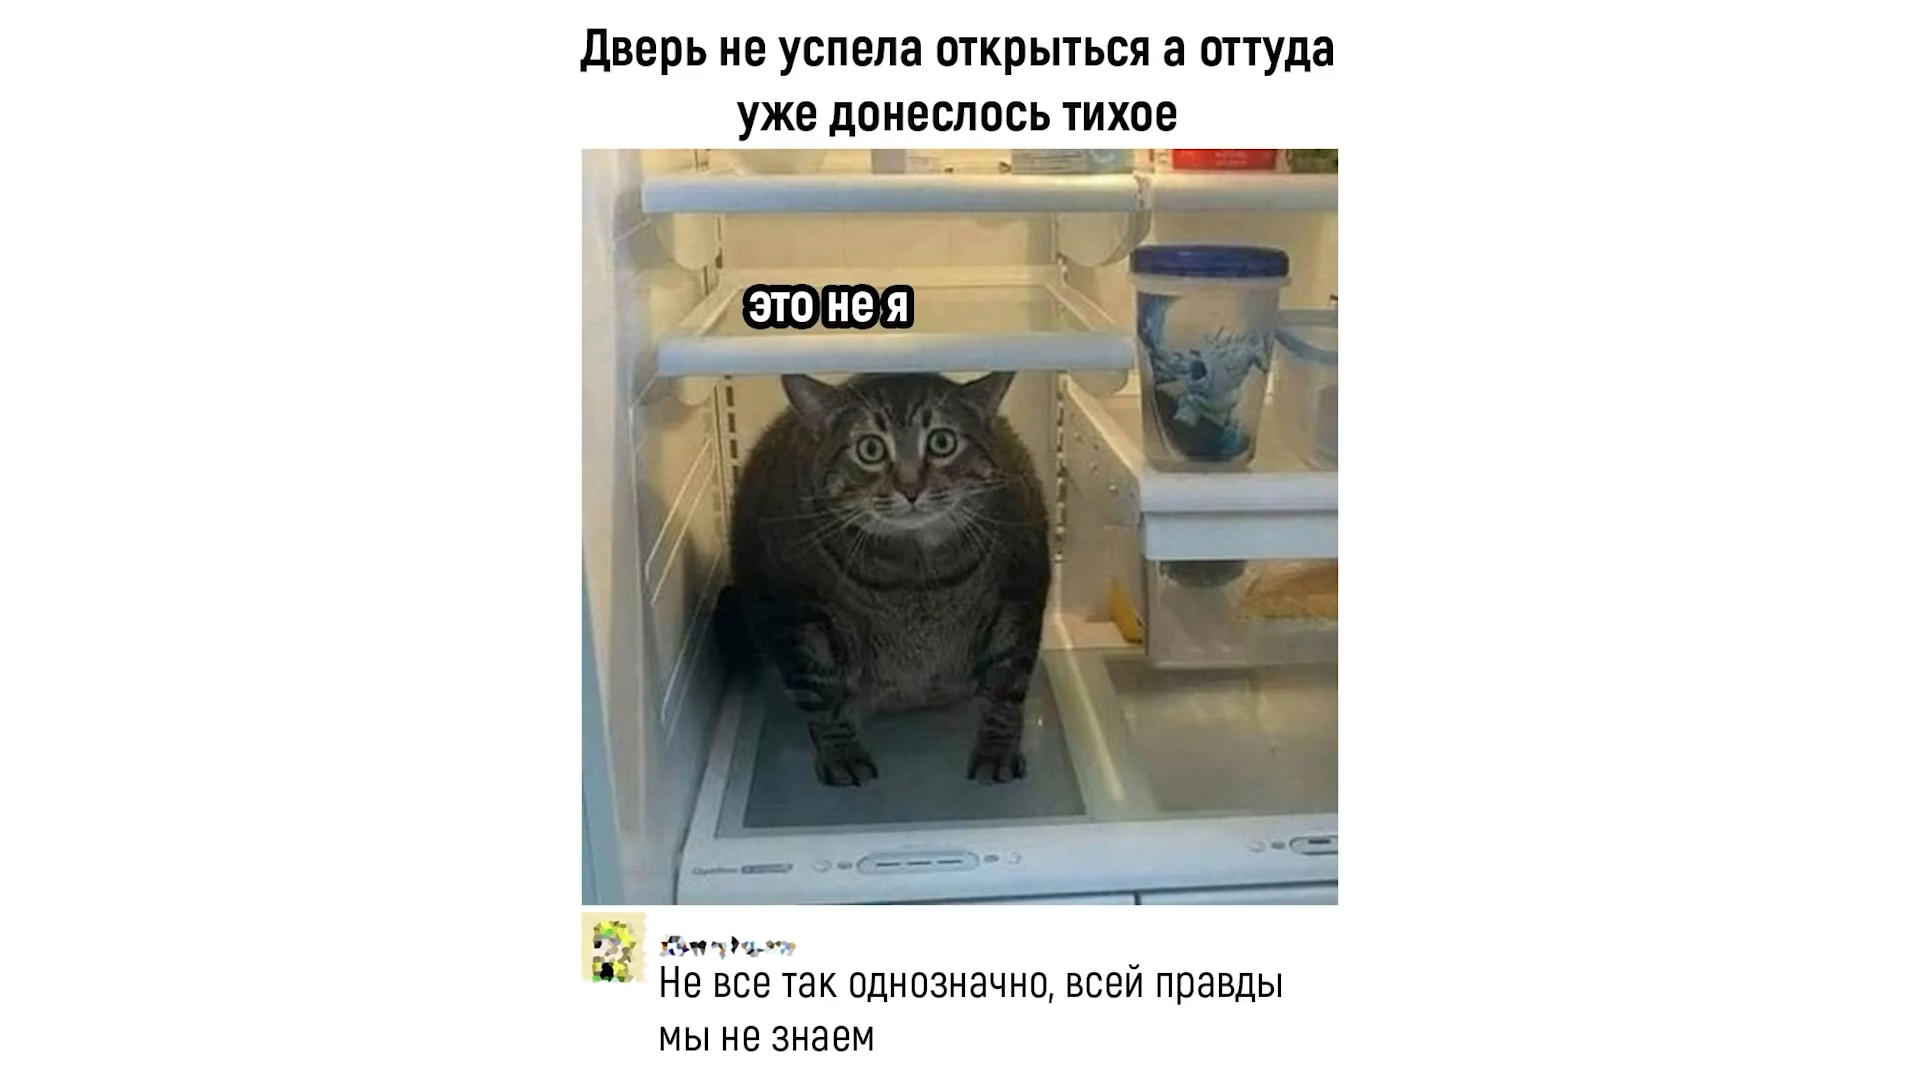 Дверь не успела открыться а оттуда
уже донеслось тихое
это не я
Не все так однозначно, всей правды
мы не знаем